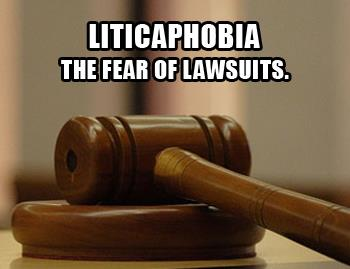 LITICAPHOBIA
THE FEAR OF LAWSUITS.